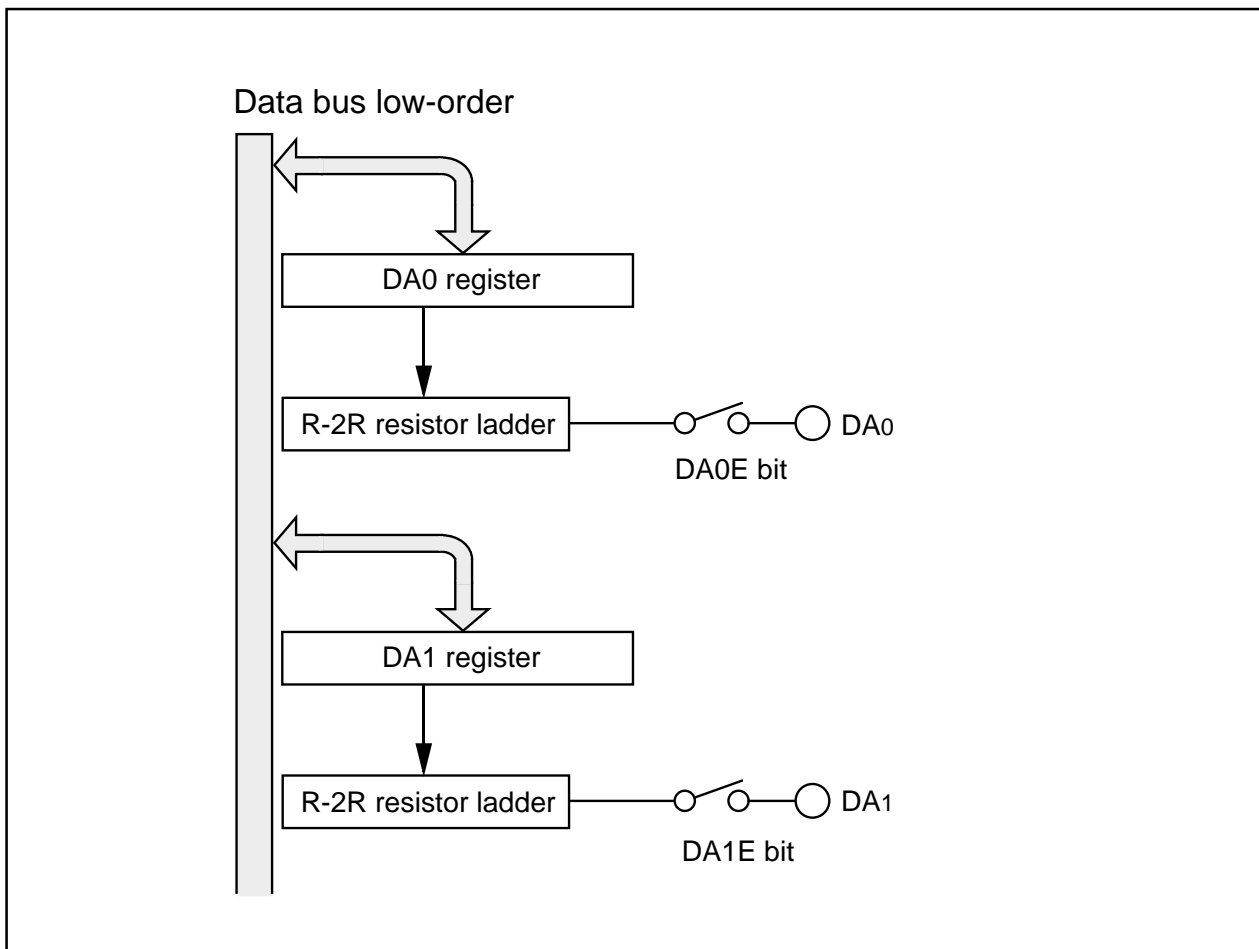 Data bus low-order
DA0 register
R-2R resistor ladder
DA0
DA0E bit
DA1 register
R-2R resistor ladder
DA1
DA1E bit